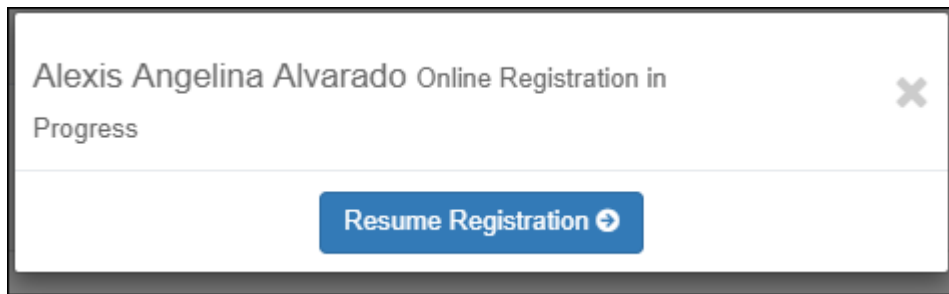 Alexis Angelina Alvarado Online Registration in
Progress
Resume Registration